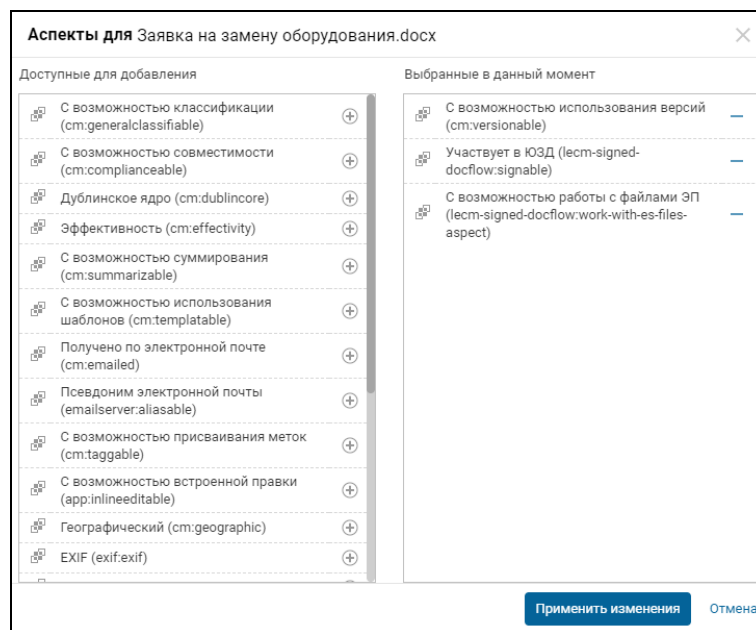 Аспекты для Заявка на замену оборудования.docx
Доступные для добавления
С возможностью классификации
(cm:generalclassifiable)
С возможностью совместимости
(cm:complianceable)
Дублинское ядро (cm:dublincore)
Эффективность (cm:effectivity)
С возможностью суммирования
(cm:summarizable)
С возможностью использования
шаблонов (cm:templatable)
Получено по электронной почте
(cm:emailed)
Псевдоним электронной почты
(emailserver:aliasable)
С возможностью присваивания меток
(cm:taggable)
С возможностью встроенной правки
(app:inlineeditable)
Географический (cm:geographic)
EXIF (exif:exif)
Выбранные в данный момент
С возможностью использования версий
(cm:versionable)
Участвует в ЮЗД (lecm-signed-
docflow:signable)
С возможностью работы с файлами ЭП
(lecm-signed-docflow:work-with-es-files-
aspect)
Применить изменения
Отмена